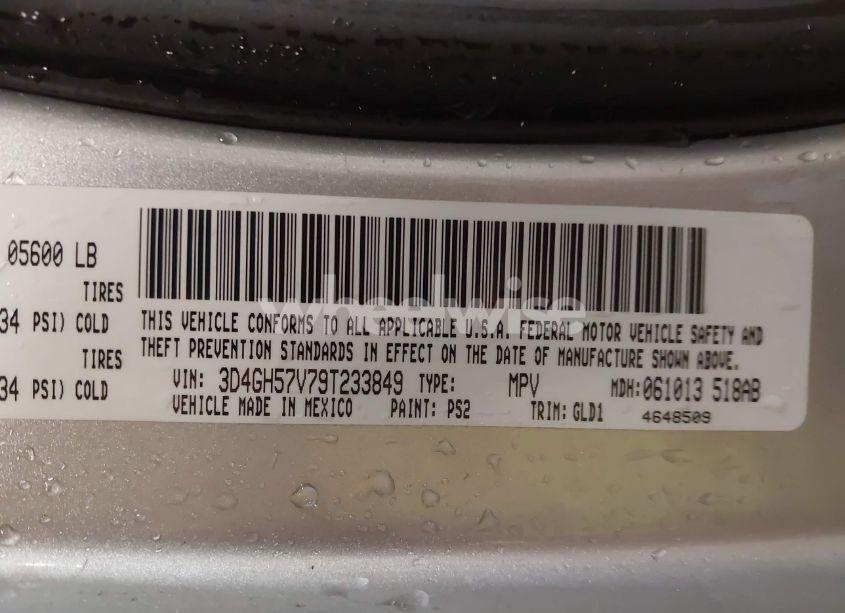 05600 LB
TIRES
34 PSI) COLD
TIRES
34 PSI) COLD
THIS VEHICLE CONFORMS TO ALL APPLICABLE U.S.A. FEDERAL MOTOR VEHICLE SAFETY AND
THEFT PREVENTION STANDARDS IN EFFECT ON THE DATE OF MANUFACTURE SHOWN ABOVE.
VIN: 3D4GH57V79T233849 TYPE: MPV MDH:061013 518AB
VEHICLE MADE IN MEXICO PAINT: PS2 TRIM: GLD1 4648509
wheelwise